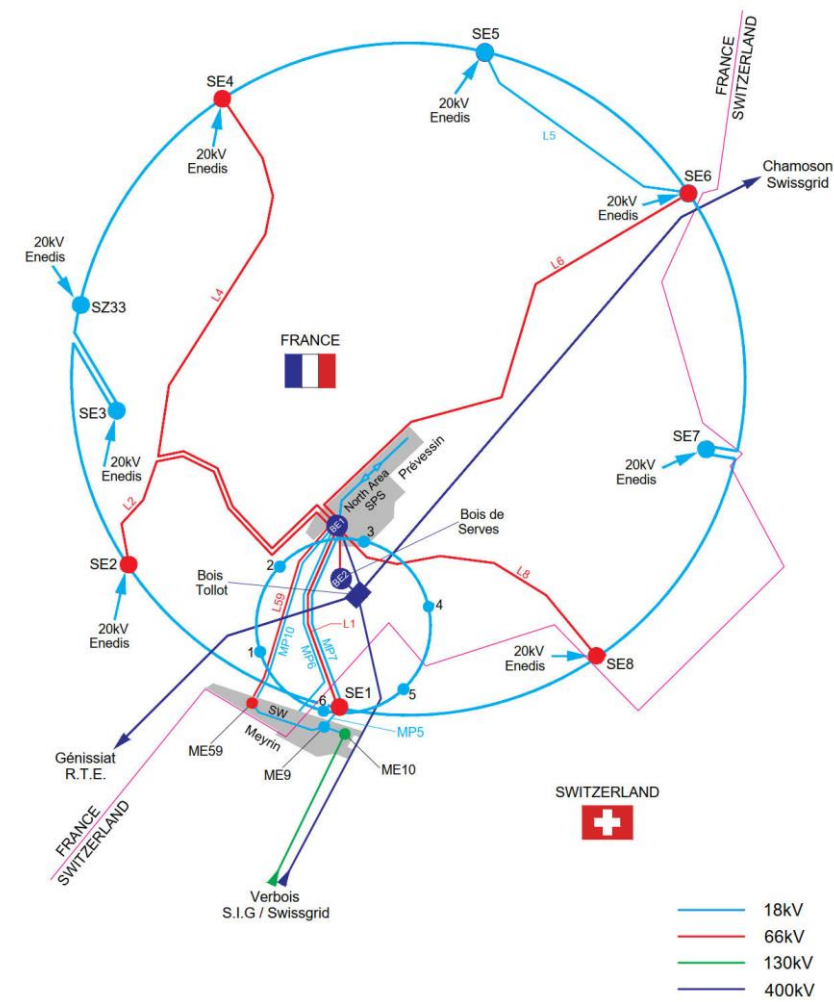 SE5
SE4
FRANCE
SWITZERLAND
20kV
Enedis
20kV
Enedis
L5
SE6
Chamoson
Swissgrid
20kV
Enedis
20kV
Enedis
L6
L4
SZ33
FRANCE
SE3
20kV
Enedis
SE7
20kV
Enedis
Prévessin
North Area
SPS
L2
BE1
3
Bois de
Serves
SE2
2
BE2
L8
Bois
Tollot
20kV
Enedis
L59
MP10
L1
MP6
MP7
4
1
20kV
Enedis
SE8
5
6
SE1
SW
Meyrin
MP5
ME59
ME9
ME10
Génissiat
R.T.E.
FRANCE
SWITZERLAND
SWITZERLAND
Verbois
S.I.G / Swissgrid
18kV
66kV
130kV
400kV